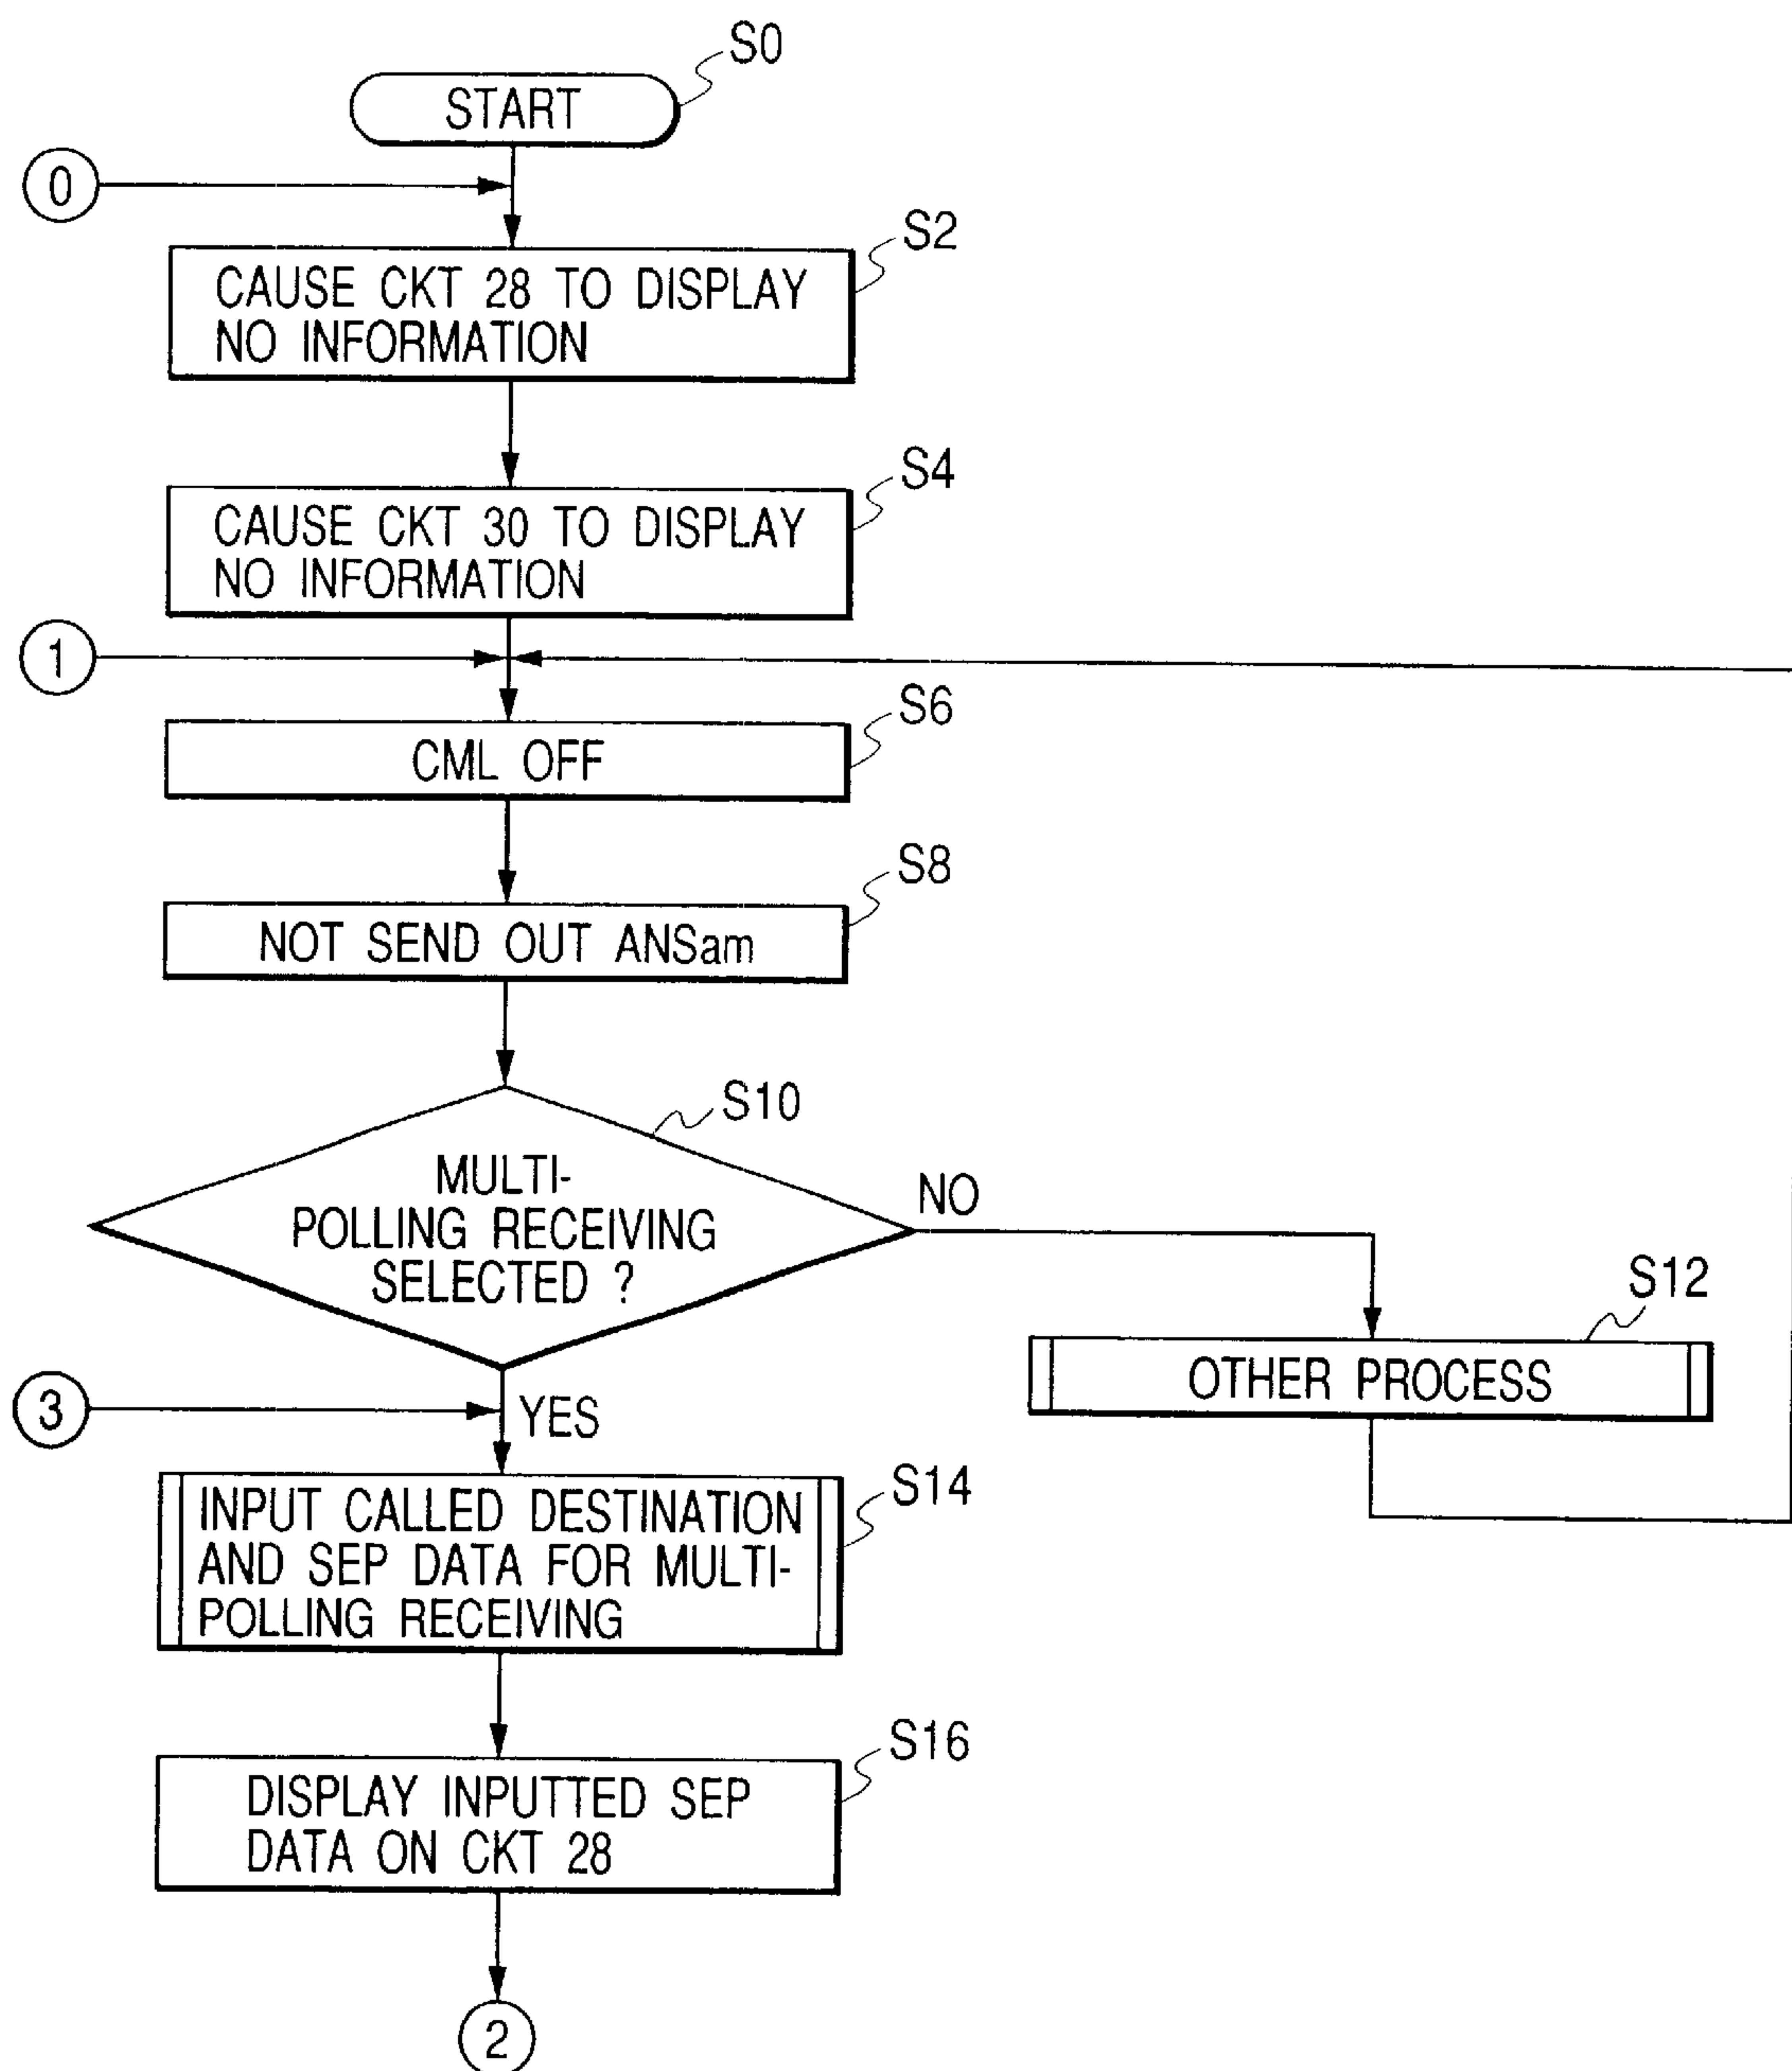 S0
START
0
S2
CAUSE CKT 28 TO DISPLAY
NO INFORMATION
S4
CAUSE CKT 30 TO DISPLAY
NO INFORMATION
1
S6
CML OFF
S8
NOT SEND OUT ANSam
S10
MULTI-
POLLING RECEIVING
SELECTED ?
NO
S12
OTHER PROCESS
3
YES
S14
INPUT CALLED DESTINATION
AND SEP DATA FOR MULTI-
POLLING RECEIVING
S16
DISPLAY INPUTTED SEP
DATA ON CKT 28
2